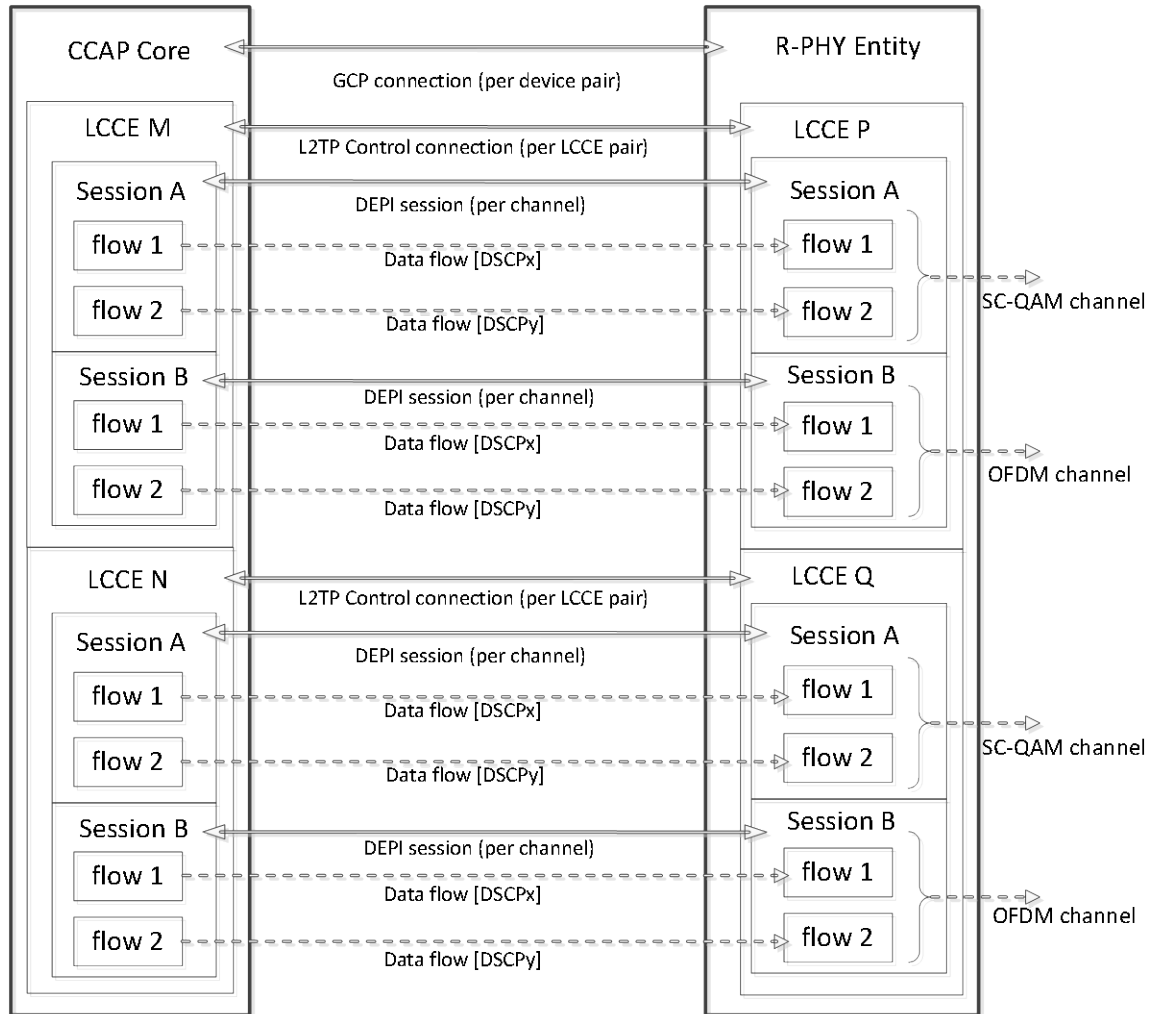 CCAP Core
R-PHY Entity
GCP connection (per device pair)
LCCE M
LCCE P
L2TP Control connection (per LCCE pair)
Session A
Session A
DEPI session (per channel)
flow 1
flow 1
Data flow [DSCPx]
SC-QAM channel
flow 2
flow 2
Data flow [DSCPy]
Session B
Session B
DEPI session (per channel)
flow 1
flow 1
Data flow [DSCPx]
OFDM channel
flow 2
flow 2
Data flow [DSCPy]
LCCE N
LCCE Q
L2TP Control connection (per LCCE pair)
Session A
Session A
DEPI session (per channel)
flow 1
flow 1
Data flow [DSCPx]
SC-QAM channel
flow 2
flow 2
Data flow [DSCPy]
Session B
Session B
DEPI session (per channel)
flow 1
flow 1
Data flow [DSCPx]
OFDM channel
flow 2
flow 2
Data flow [DSCPy]